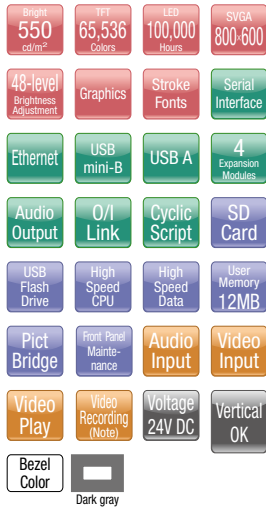 Bright
550
cd/m²
TFT
65,536
Colors
LED
100,000
Hours
SVGA
800·600
48-level
Brightness
Adjustment
Graphics
Stroke
Fonts
Serial
Interface
Ethernet
USB
mini-B
USB A
4
Expansion
Modules
Audio
Output
O/I
Link
Cyclic
Script
SD
Card
USB
Flash
Drive
High
Speed
CPU
High
Speed
Data
User
Memory
12MB
Pict
Bridge
Front Panel
Mainte-
nance
Audio
Input
Video
Input
Video
Play
Video
Recording
(Note)
Voltage
24V DC
Vertical
OK
Bezel
Color
Dark gray